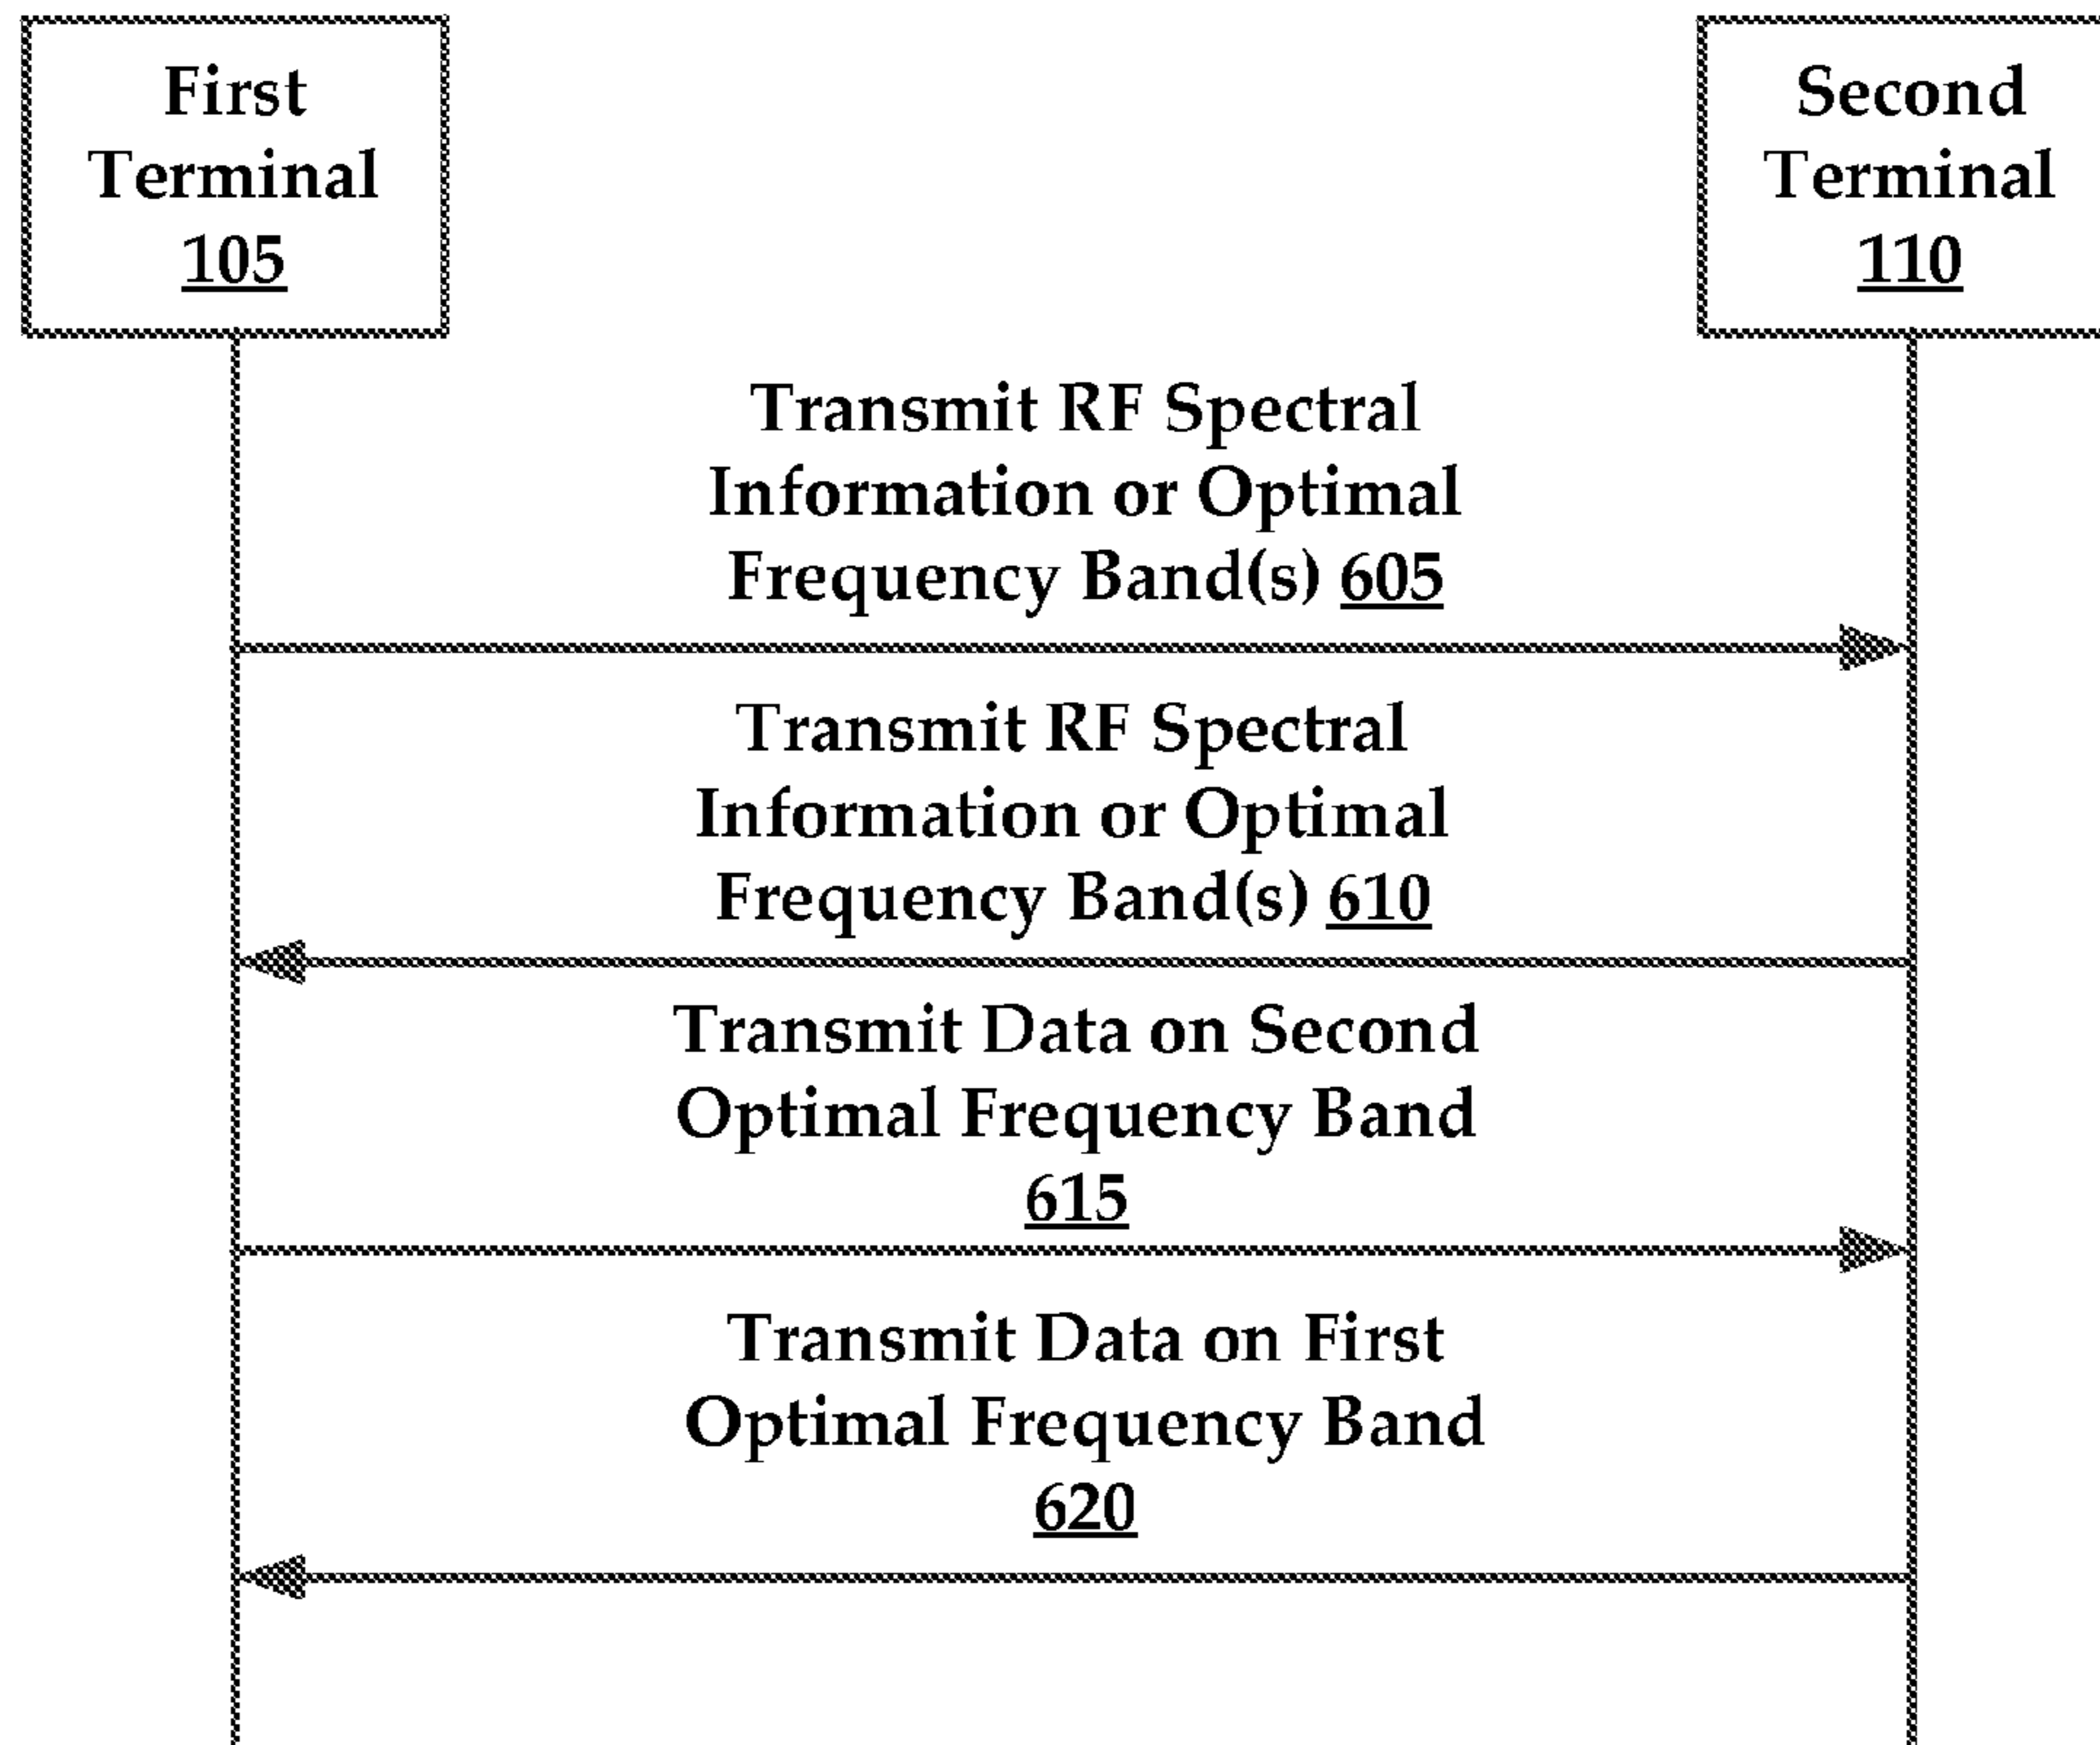 First
Terminal
105
Second
Terminal
110
Transmit RF Spectral
Information or Optimal
Frequency Band(s) 605
Transmit RF Spectral
Information or Optimal
Frequency Band(s) 610
Transmit Data on Second
Optimal Frequency Band
615
Transmit Data on First
Optimal Frequency Band
620